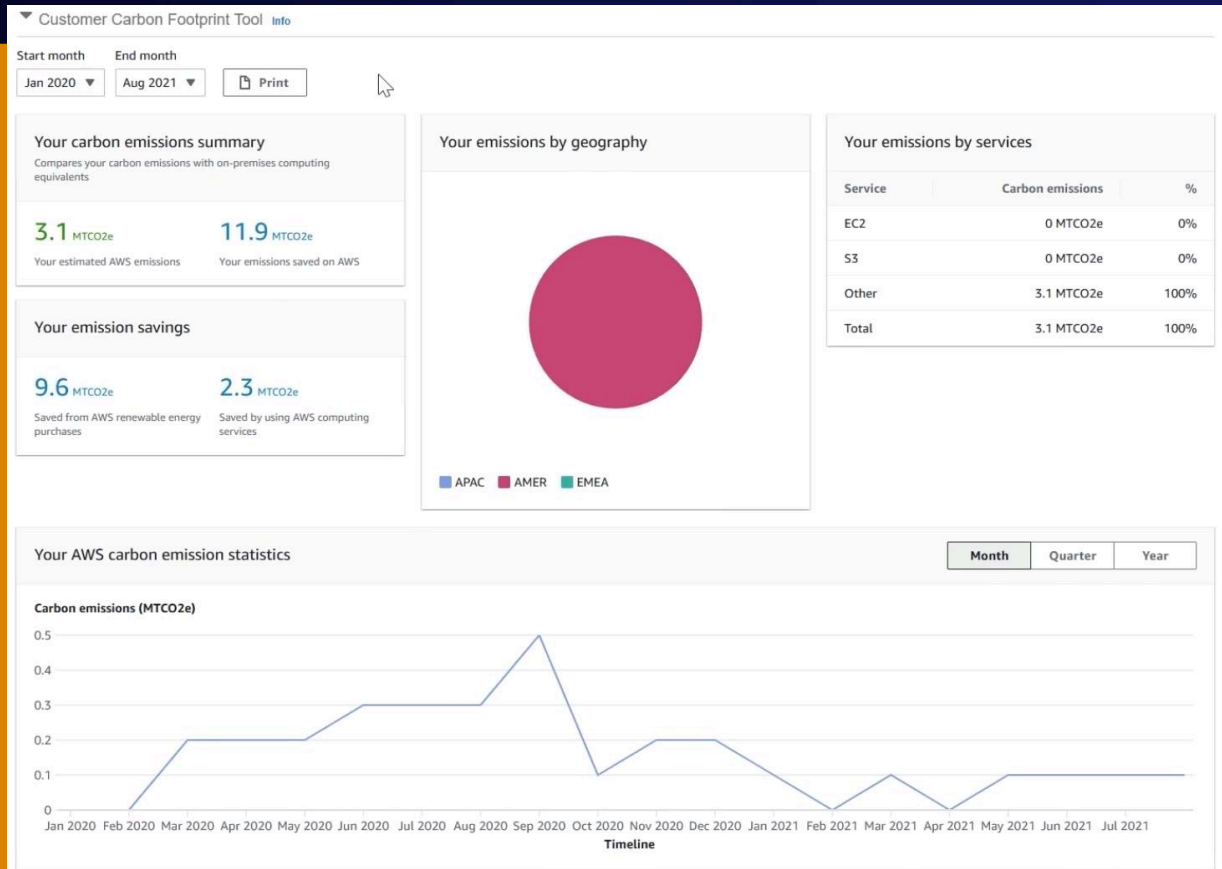 Customer Carbon Footprint Tool Info
Start month End month
Jan 2020 Aug 2021 Print
Your carbon emissions summary
Compares your carbon emissions with on-premises computing
equivalents
3.1 MTCO2e 11.9 MTCO2e
Your estimated AWS emissions Your emissions saved on AWS
Your emission savings
9.6 MTCO2e 2.3 MTCO2e
Saved from AWS renewable energy Saved by using AWS computing
purchases services
Your emissions by geography
APAC AMER EMEA
Your emissions by services
Service Carbon emissions %
EC2 0 MTCO2e 0%
S3 0 MTCO2e 0%
Other 3.1 MTCO2e 100%
Total 3.1 MTCO2e 100%
Your AWS carbon emission statistics Month Quarter Year
Carbon emissions (MTCO2e)
0.5
0.4
0.3
0.2
0.1
0
Jan 2020 Feb 2020 Mar 2020 Apr 2020 May 2020 Jun 2020 Jul 2020 Aug 2020 Sep 2020 Oct 2020 Nov 2020 Dec 2020 Jan 2021 Feb 2021 Mar 2021 Apr 2021 May 2021 Jun 2021 Jul 2021
Timeline